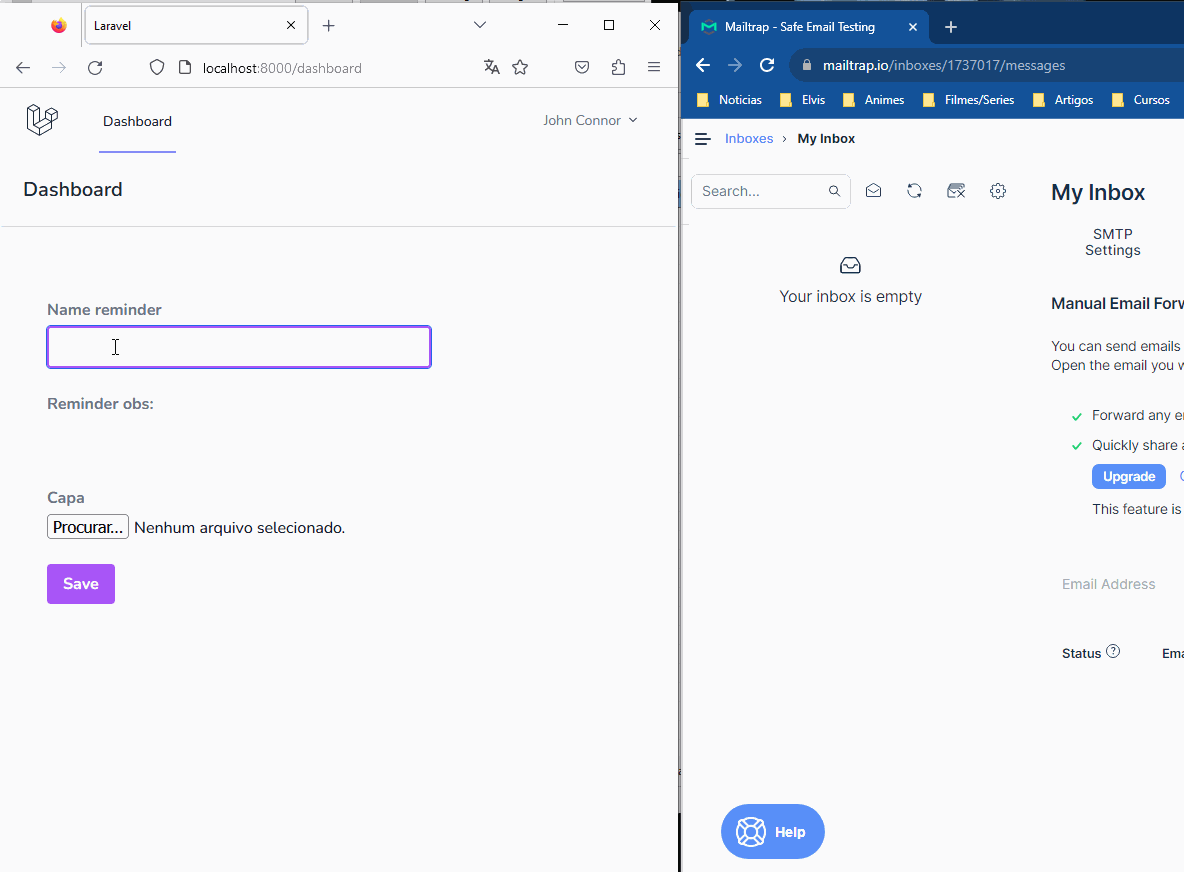 Laravel
localhost:8000/dashboard
Dashboard
John Connor
Dashboard
Name reminder
Reminder obs:
Capa
Procurar... Nenhum arquivo selecionado.
Save
Mailtrap - Safe Email Testing
mailtrap.io/inboxes/1737017/messages
Noticias Elvis Animes Filmes/Series Artigos Cursos
Inboxes › My Inbox
Search...
Your inbox is empty
My Inbox
SMTP
Settings
Manual Email Forw
You can send emails
Open the email you w
Forward any e
Quickly share a
Upgrade
This feature is
Email Address
Status Ema
Help